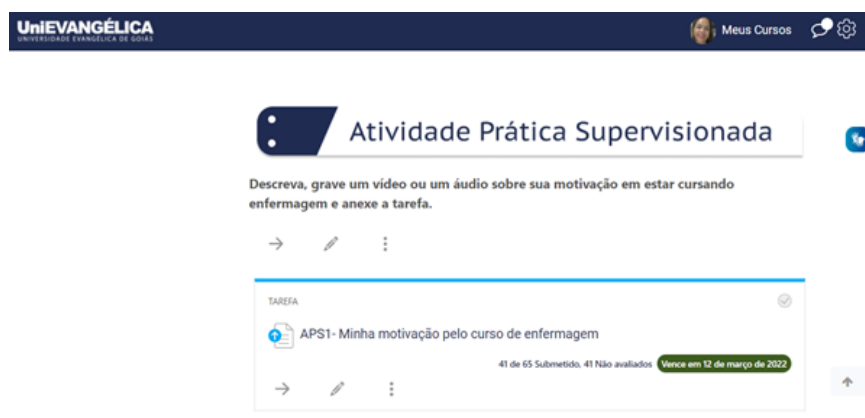 UniEVANGÉLICA
UNIVERSIDADE EVANGÉLICA DE GOIÁS
Meus Cursos
Atividade Prática Supervisionada
Descreva, grave um vídeo ou um áudio sobre sua motivação em estar cursando
enfermagem e anexe a tarefa.
TAREFA
APS1- Minha motivação pelo curso de enfermagem
41 de 65 Submetido, 41 Não avaliados Vence em 12 de março de 2022